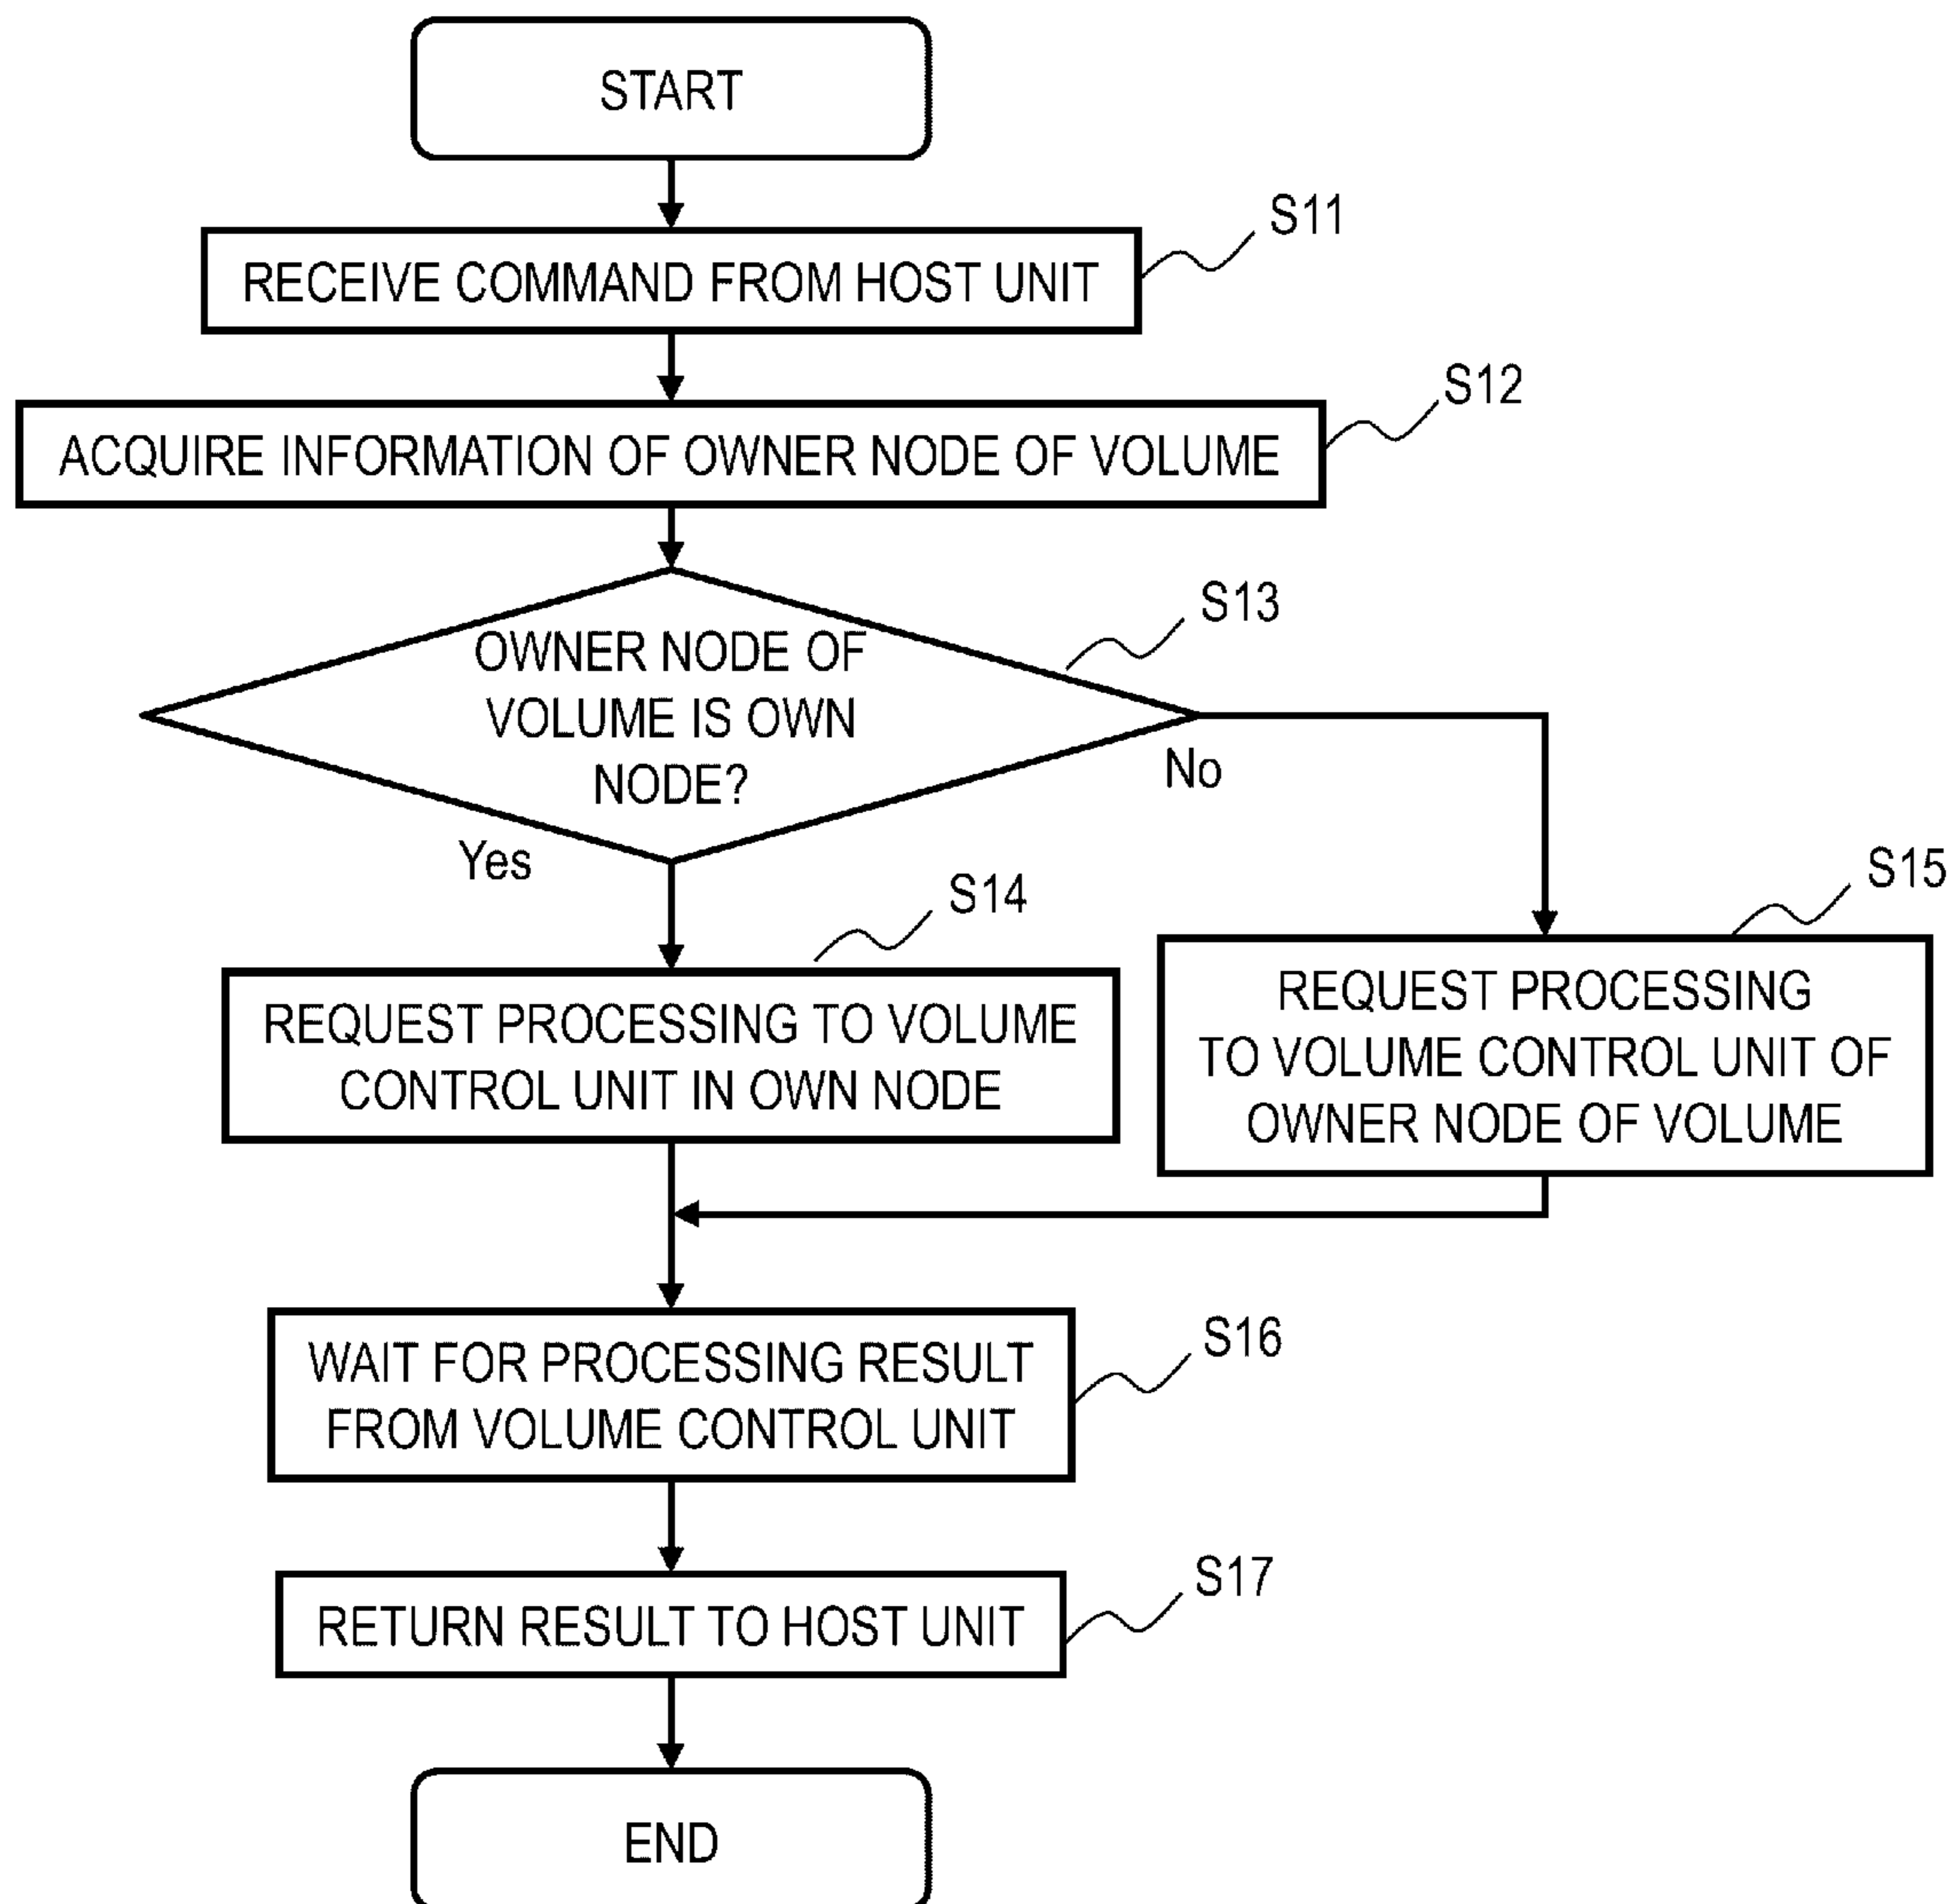 START
S11
RECEIVE COMMAND FROM HOST UNIT
S12
ACQUIRE INFORMATION OF OWNER NODE OF VOLUME
S13
OWNER NODE OF
VOLUME IS OWN
NODE?
No
Yes
S14
REQUEST PROCESSING TO VOLUME
CONTROL UNIT IN OWN NODE
S15
REQUEST PROCESSING
TO VOLUME CONTROL UNIT OF
OWNER NODE OF VOLUME
S16
WAIT FOR PROCESSING RESULT
FROM VOLUME CONTROL UNIT
S17
RETURN RESULT TO HOST UNIT
END